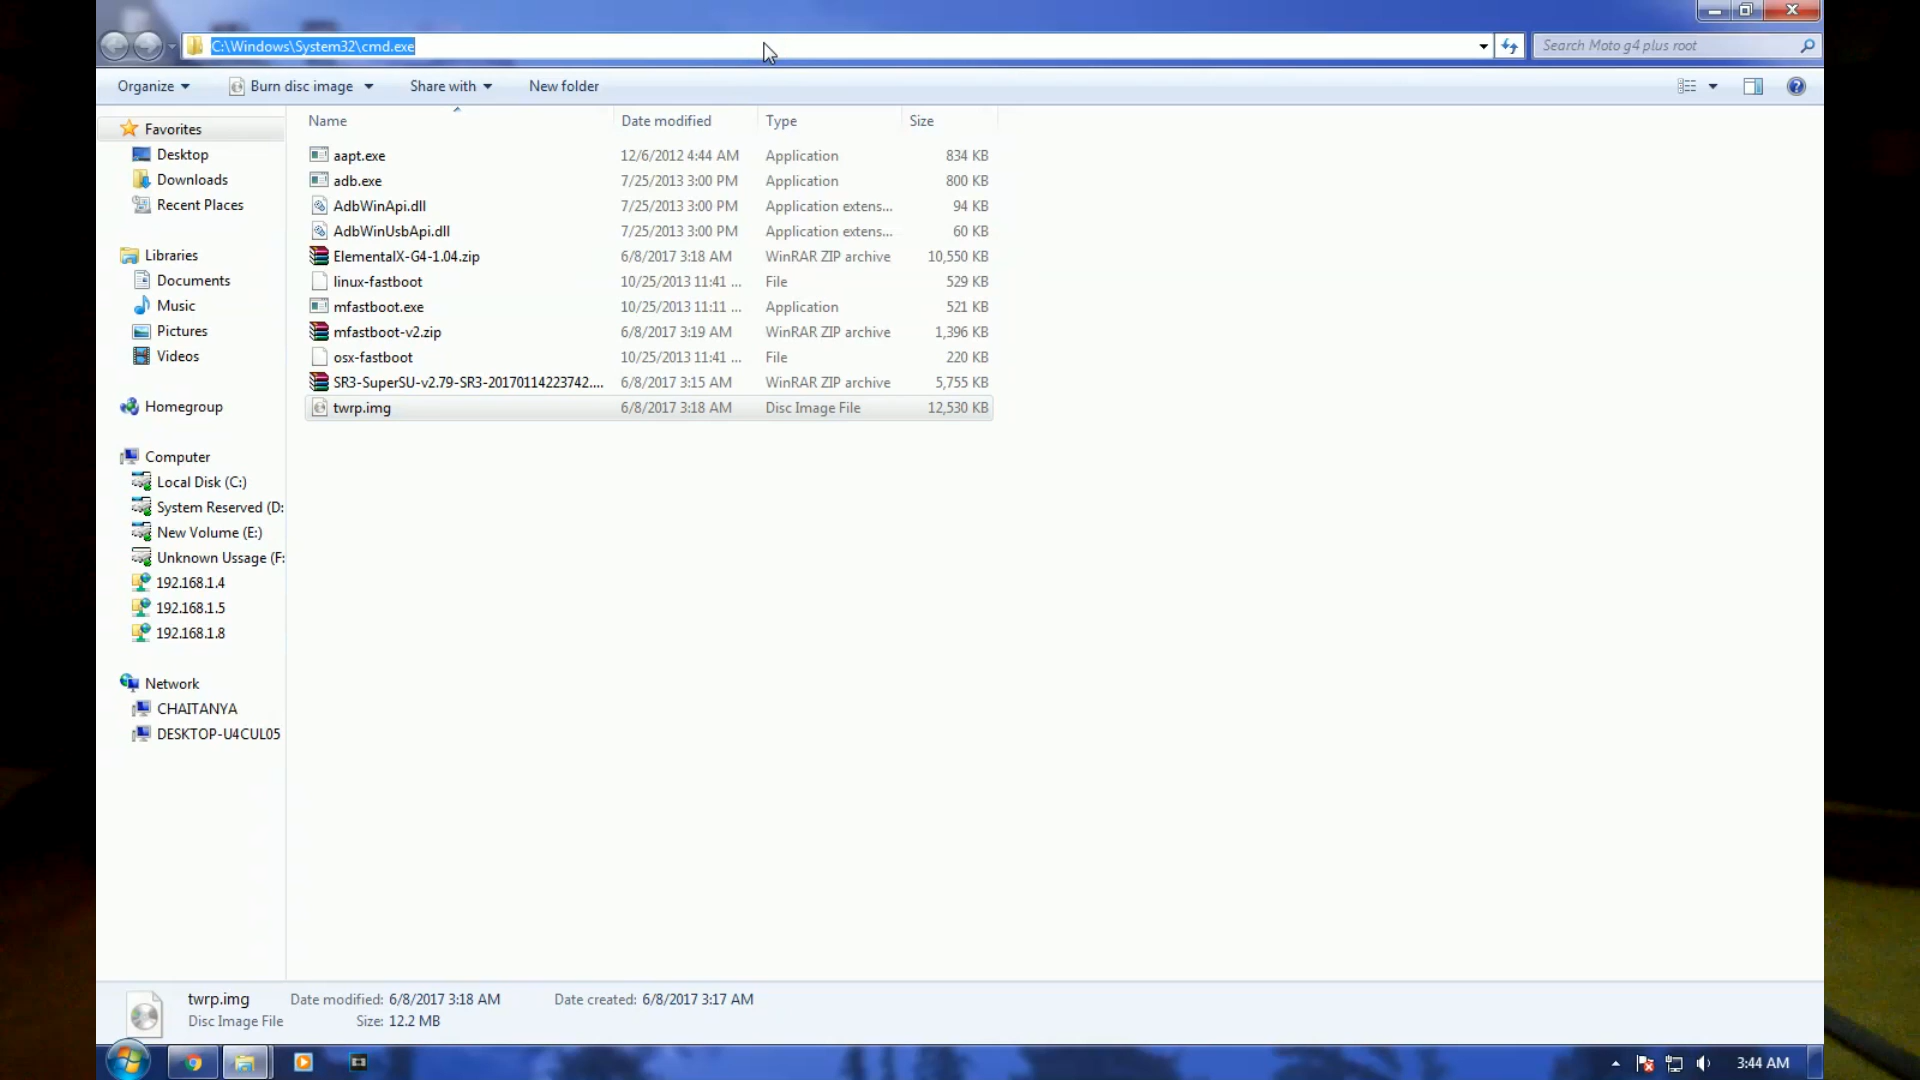 C:\Windows\System32\cmd.exe
Search Moto g4 plus root
Organize
Burn disc image
Share with
New folder
Favorites
Desktop
Downloads
Recent Places
Libraries
Documents
Music
Pictures
Videos
Homegroup
Computer
Local Disk (C:)
System Reserved (D:
New Volume (E:)
Unknown Ussage (F:
192.168.1.4
192.168.1.5
192.168.1.8
Network
CHAITANYA
DESKTOP-U4CUL05
Name Date modified Type Size
aapt.exe 12/6/2012 4:44 AM Application 834 KB
adb.exe 7/25/2013 3:00 PM Application 800 KB
AdbWinApi.dll 7/25/2013 3:00 PM Application extens... 94 KB
AdbWinUsbApi.dll 7/25/2013 3:00 PM Application extens... 60 KB
ElementalX-G4-1.04.zip 6/8/2017 3:18 AM WinRAR ZIP archive 10,550 KB
linux-fastboot 10/25/2013 11:41 ... File 529 KB
mfastboot.exe 10/25/2013 11:11 ... Application 521 KB
mfastboot-v2.zip 6/8/2017 3:19 AM WinRAR ZIP archive 1,396 KB
osx-fastboot 10/25/2013 11:41 ... File 220 KB
SR3-SuperSU-v2.79-SR3-20170114223742.... 6/8/2017 3:15 AM WinRAR ZIP archive 5,755 KB
twrp.img 6/8/2017 3:18 AM Disc Image File 12,530 KB
twrp.img Date modified: 6/8/2017 3:18 AM Date created: 6/8/2017 3:17 AM
Disc Image File Size: 12.2 MB
3:44 AM